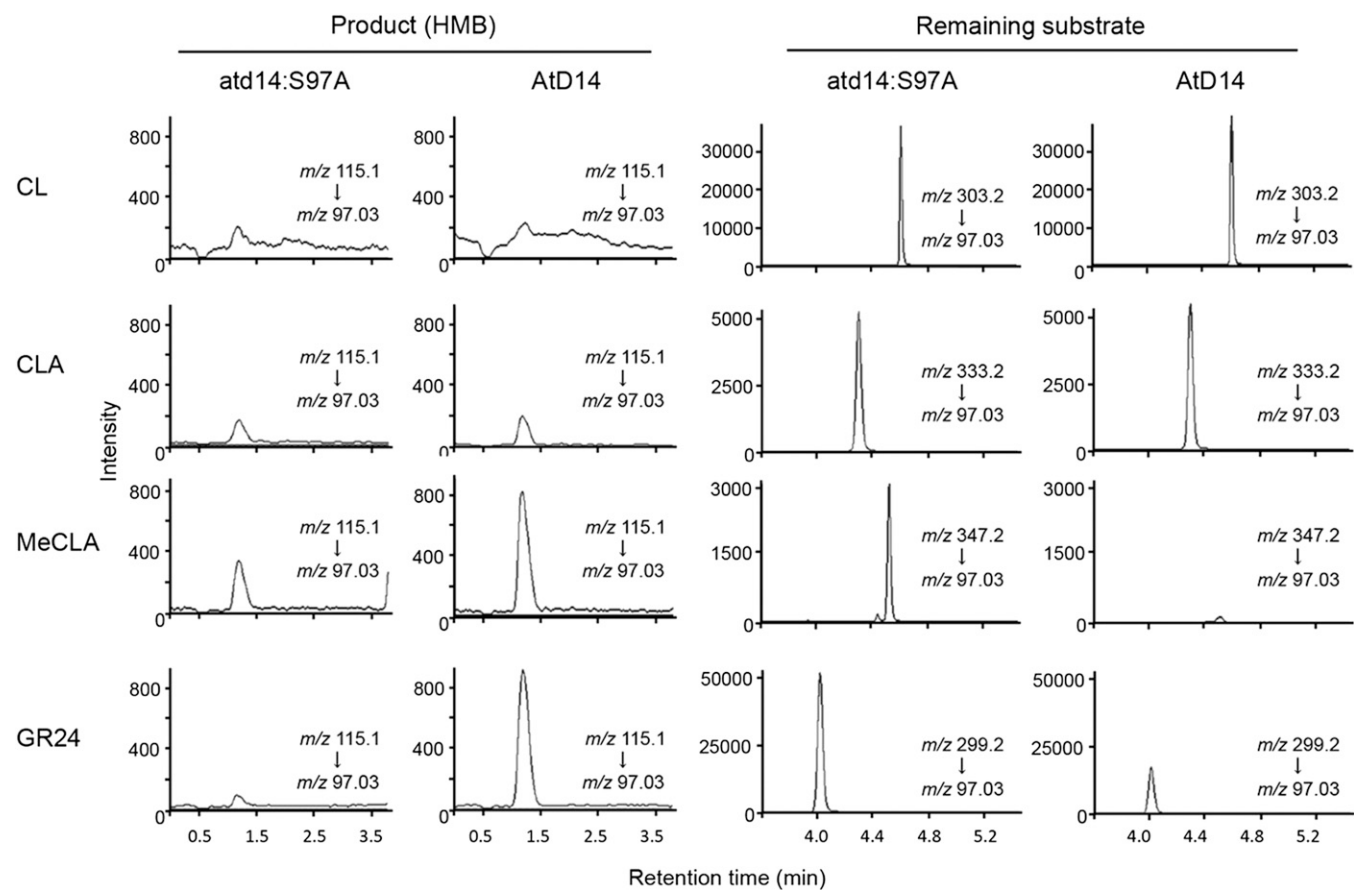 Product (HMB) Remaining substrate
atd14:S97A AtD14 atd14:S97A AtD14
CL
800
400
0
m/z 115.1
↓
m/z 97.03
m/z 115.1
↓
m/z 97.03
30000
20000
10000
0
m/z 303.2
↓
m/z 97.03
30000
20000
10000
0
m/z 303.2
↓
m/z 97.03
CLA
800
400
0
m/z 115.1
↓
m/z 97.03
800
400
0
m/z 115.1
↓
m/z 97.03
5000
2500
0
m/z 333.2
↓
m/z 97.03
5000
2500
0
m/z 333.2
↓
m/z 97.03
Intensity
MeCLA
800
400
0
m/z 115.1
↓
m/z 97.03
800
400
0
m/z 115.1
↓
m/z 97.03
3000
1500
0
m/z 347.2
↓
m/z 97.03
3000
1500
0
m/z 347.2
↓
m/z 97.03
GR24
800
400
0
m/z 115.1
↓
m/z 97.03
800
400
0
m/z 115.1
↓
m/z 97.03
50000
25000
0
m/z 299.2
↓
m/z 97.03
50000
25000
0
m/z 299.2
↓
m/z 97.03
0.5 1.5 2.5 3.5 0.5 1.5 2.5 3.5 4.0 4.4 4.8 5.2 4.0 4.4 4.8 5.2
Retention time (min)